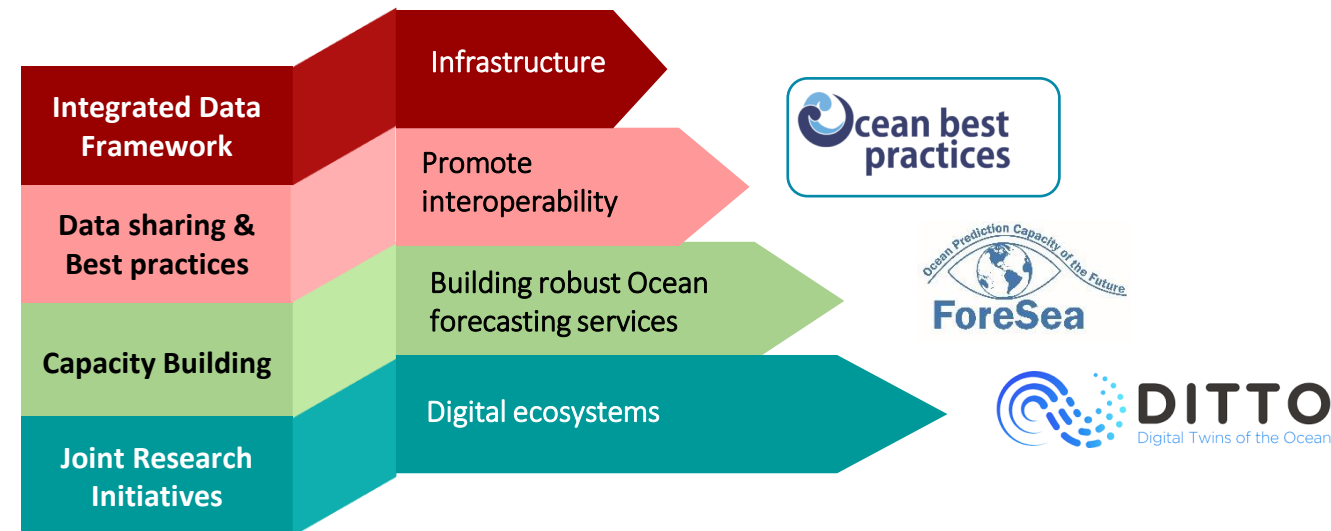 Integrated Data
Framework
Data sharing &
Best practices
Capacity Building
Joint Research
Initiatives
Infrastructure
Promote
interoperability
Building robust Ocean
forecasting services
Digital ecosystems
Ocean best
practices
Ocean Prediction Capacity of the Future
ForeSea
DITTO
Digital Twins of the Ocean